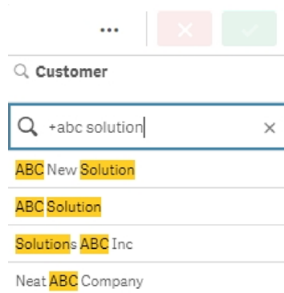 Customer
+abc solution
ABC New Solution
ABC Solution
Solutions ABC Inc
Neat ABC Company